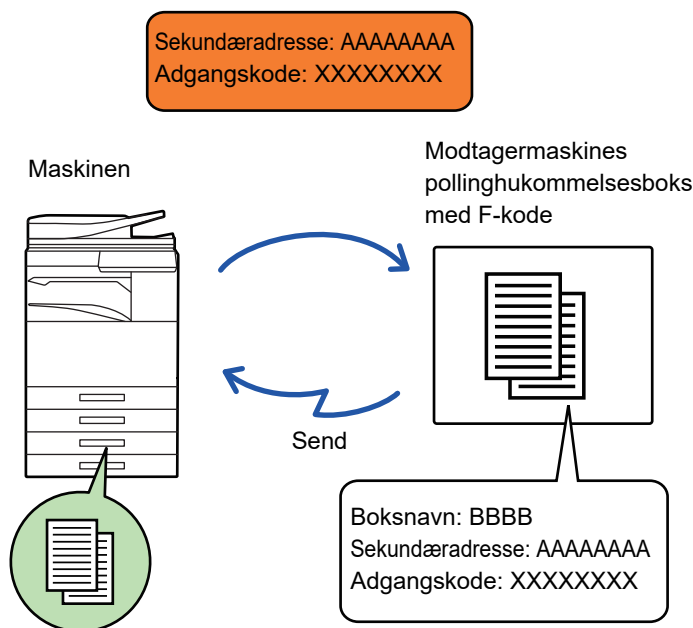 Sekundæradresse: AAAAAAAA
Adgangskode: XXXXXXXX
Maskinen
Modtagermaskines
pollinghukommelsesboks
med F-kode
Send
Boksnavn: BBBB
Sekundæradresse: AAAAAAAA
Adgangskode: XXXXXXXX